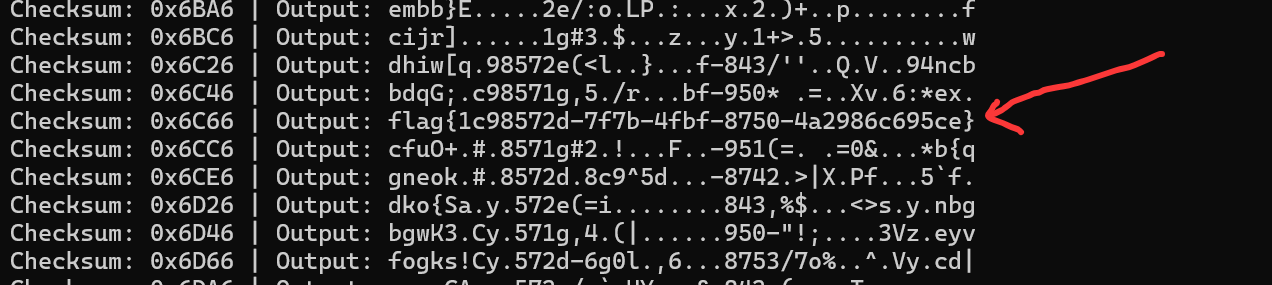 Checksum: 0x6BA6 | Output: embb}E.....2e/:o.LP.:...x.2.)+..p........f
Checksum: 0x6BC6 | Output: cijr]......1g#3.$...z...y.1+>.5..........w
Checksum: 0x6C26 | Output: dhiw[q.98572e(<l..}...f-843/''..Q.V..94ncb
Checksum: 0x6C46 | Output: bdqG;.c98571g,5./r...bf-950* .=..Xv.6:*ex.
Checksum: 0x6C66 | Output: flag{1c98572d-7f7b-4fbf-8750-4a2986c695ce}
Checksum: 0x6CC6 | Output: cfuO+.#.8571g#2.!...F..-951(=. .=0&...*b{q
Checksum: 0x6CE6 | Output: gneok.#.8572d.8c9^5d...-8742.>|X.Pf...5`f.
Checksum: 0x6D26 | Output: dko{Sa.y.572e(=i........843,%$...<>s.y.nbg
Checksum: 0x6D46 | Output: bgwK3.Cy.571g,4.(|......950-"!;....3Vz.eyv
Checksum: 0x6D66 | Output: fogks!Cy.572d-6g0l.,6...8753/7o%..^.Vy.cd|